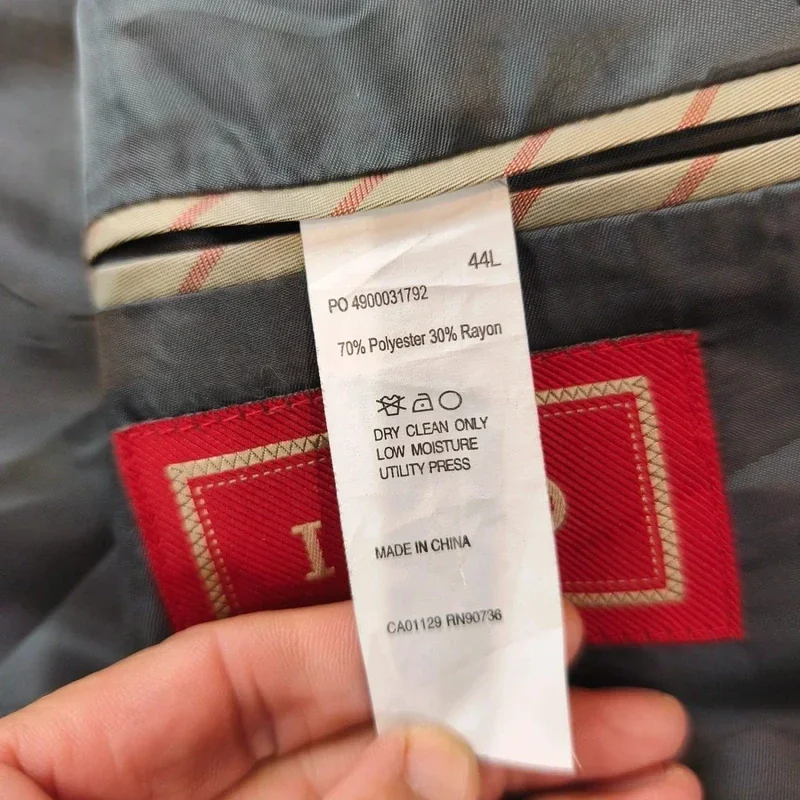 44L
PO 4900031792
70% Polyester 30% Rayon
DRY CLEAN ONLY
LOW MOISTURE
UTILITY PRESS
MADE IN CHINA
CA01129 RN90736